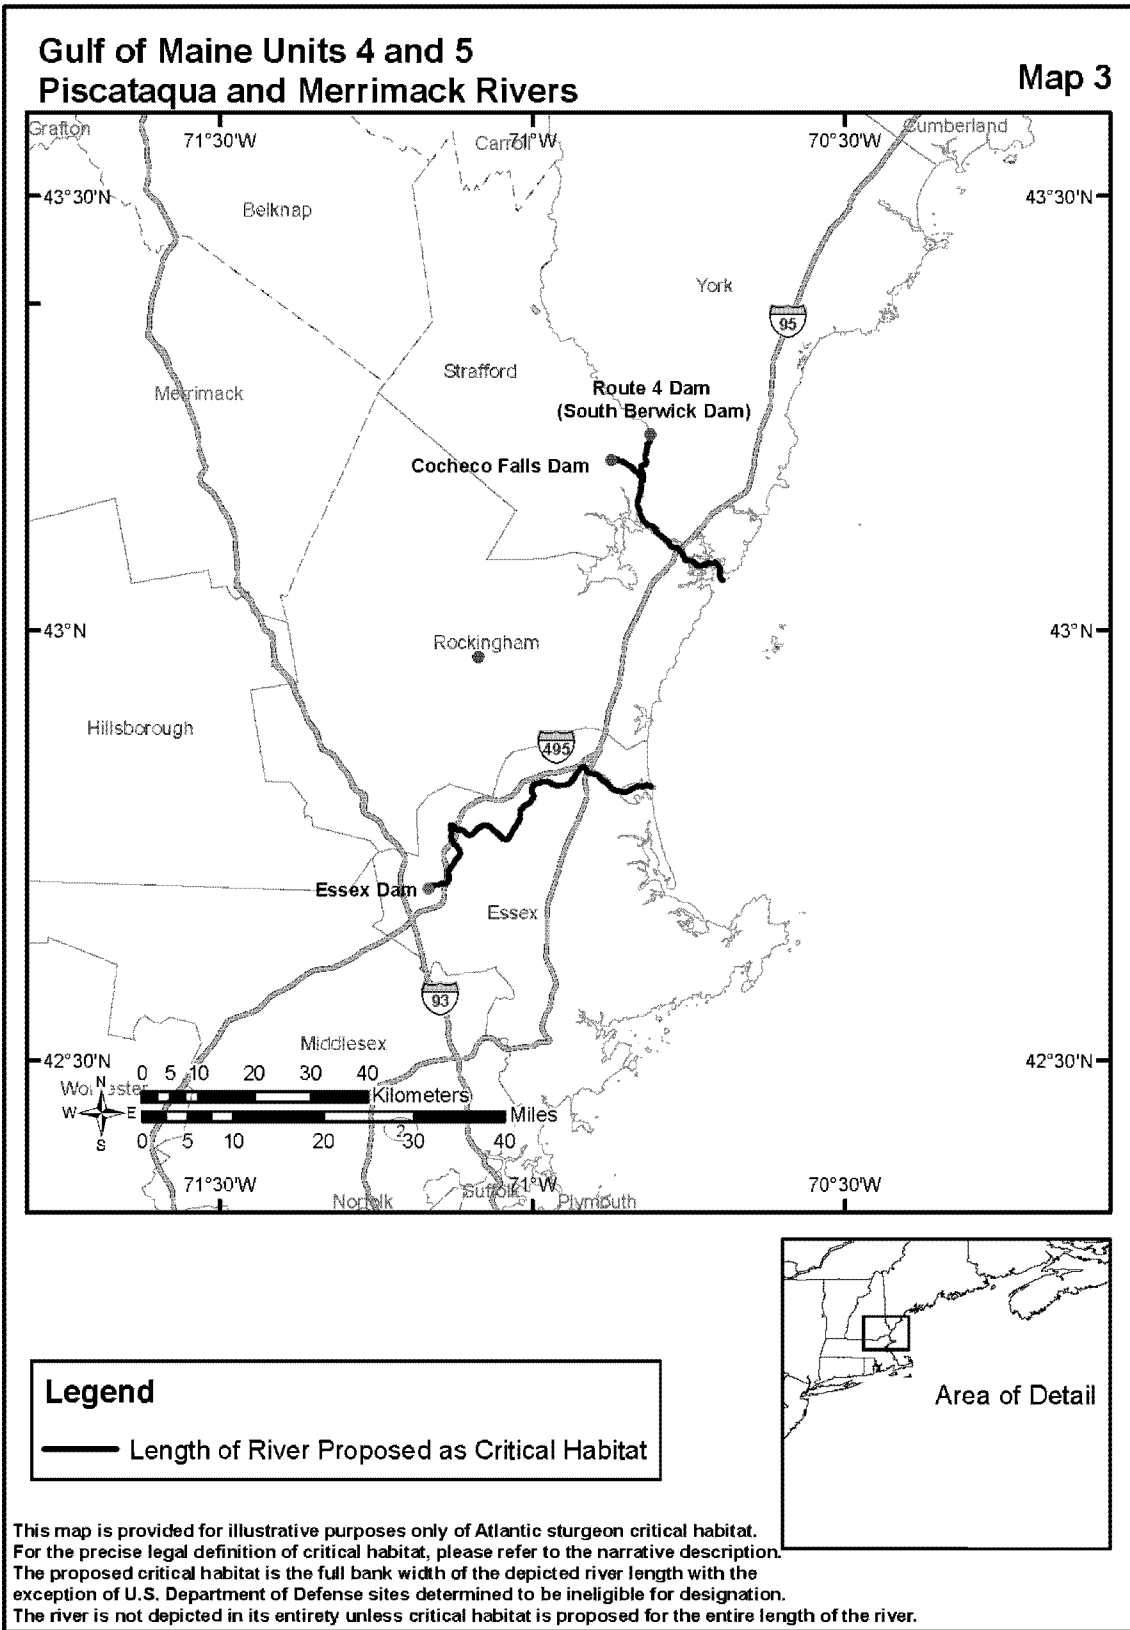 Gulf of Maine Units 4 and 5
Piscataqua and Merrimack Rivers
Map 3
Grafton
71°30'W
Carroll
71°W
70°30'W
Cumberland
43°30'N
43°30'N
Belknap
York
95
Strafford
Merrimack
Route 4 Dam
(South Berwick Dam)
Cocheco Falls Dam
43°N
43°N
Rockingham
Hillsborough
495
Essex Dam
Essex
93
Middlesex
42°30'N
42°30'N
0 5 10 20 30 40
Kilometers
N
W E
S
Miles
2
0 5 10 20 30 40
71°30'W
71°W
70°30'W
Norfolk
Suffolk
Plymouth
Area of Detail
Legend
Length of River Proposed as Critical Habitat
This map is provided for illustrative purposes only of Atlantic sturgeon critical habitat.
For the precise legal definition of critical habitat, please refer to the narrative description.
The proposed critical habitat is the full bank width of the depicted river length with the
exception of U.S. Department of Defense sites determined to be ineligible for designation.
The river is not depicted in its entirety unless critical habitat is proposed for the entire length of the river.